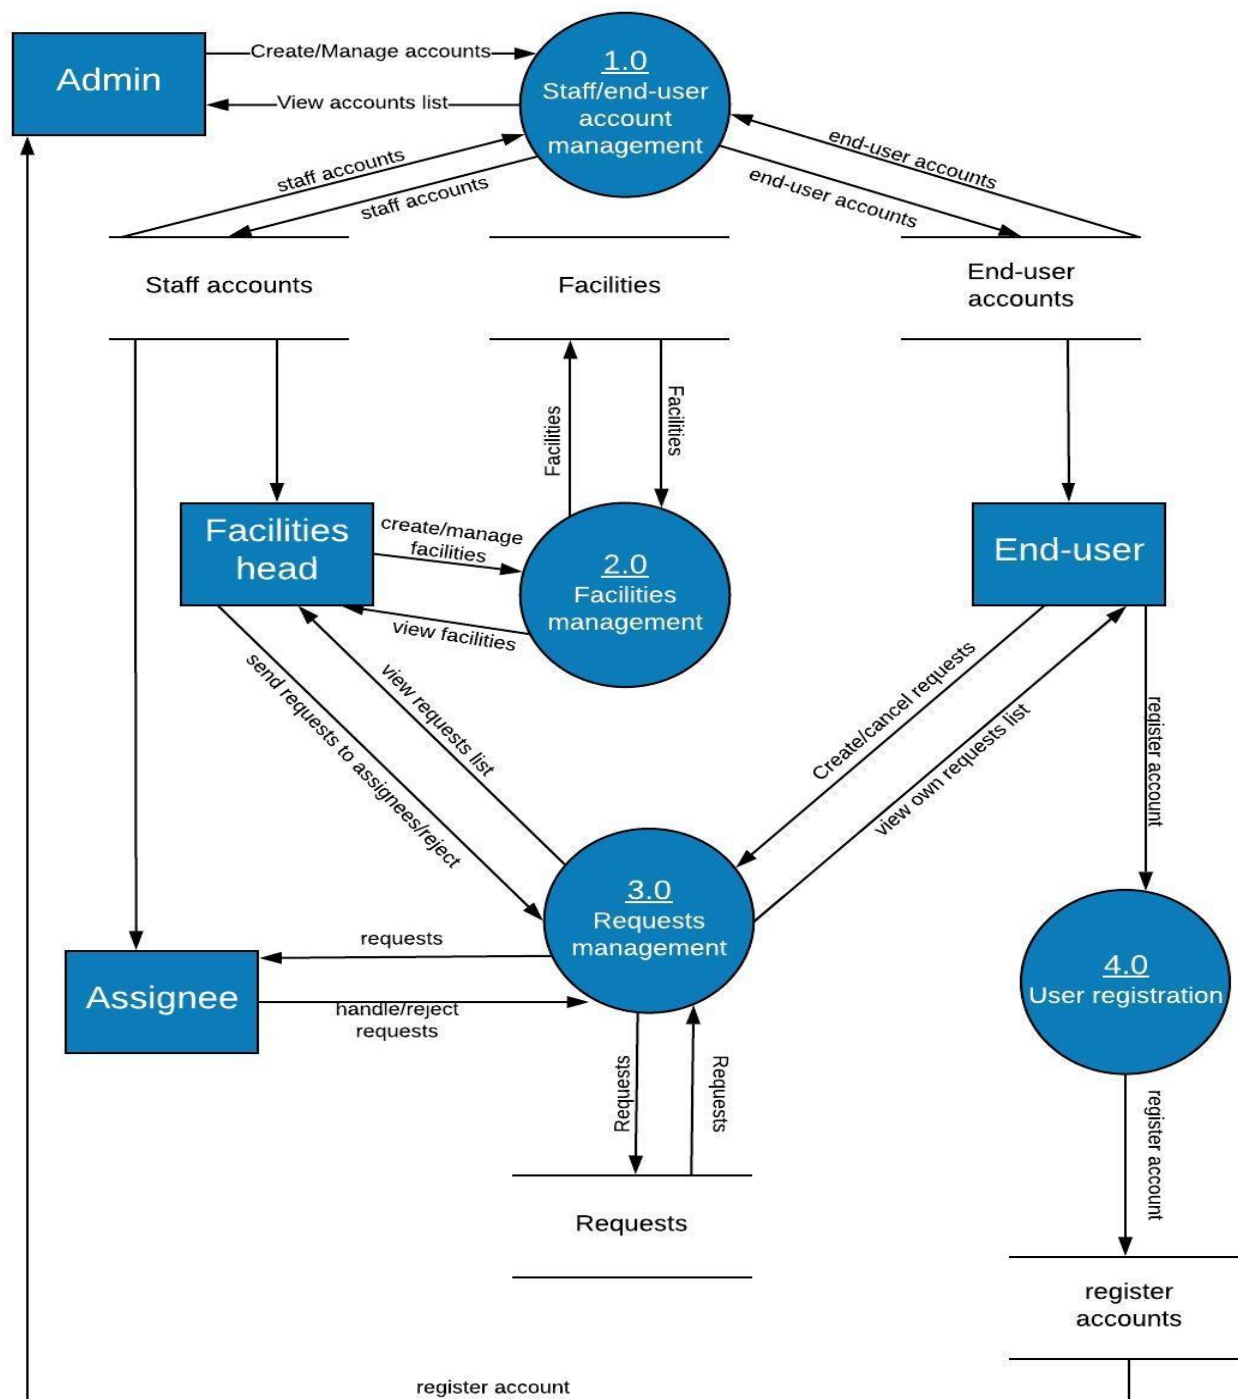 Admin
Create/Manage accounts
View accounts list
1.0
Staff/end-user
account
management
staff accounts
staff accounts
end-user accounts
end-user accounts
Staff accounts
Facilities
End-user
accounts
Facilities
Facilities
Facilities
head
create/manage
facilities
view facilities
2.0
Facilities
management
End-user
send requests to assignees/reject
view requests list
Create/cancel requests
view own requests list
register account
3.0
Requests
management
requests
Assignee
handle/reject
requests
4.0
User registration
Requests
Requests
register account
Requests
register
accounts
register account